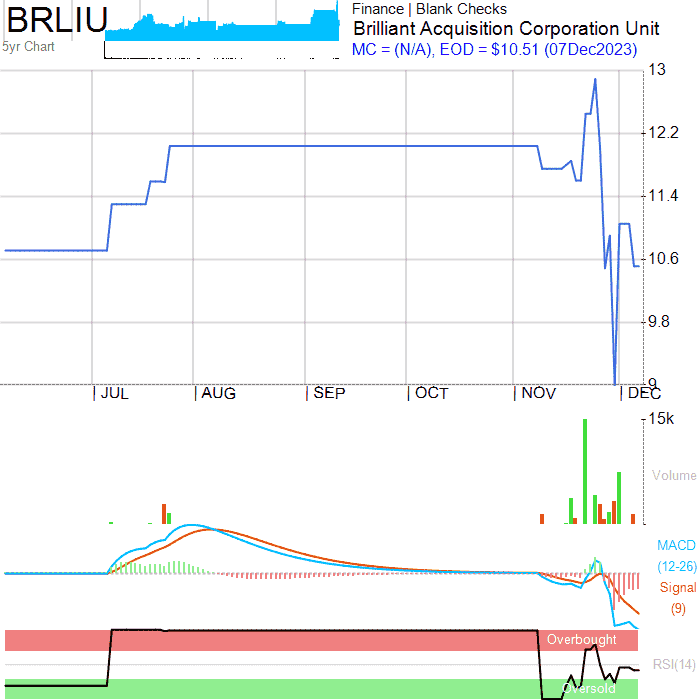 BRLIU
5yr Chart
Finance | Blank Checks
Brilliant Acquisition Corporation Unit
MC = (N/A), EOD = $10.51 (07Dec2023)
13
12.2
11.4
10.6
9.8
9
JUL AUG SEP OCT NOV DEC
15k
Volume
MACD
(12-26)
Signal
(9)
Overbought
RSI(14)
Oversold